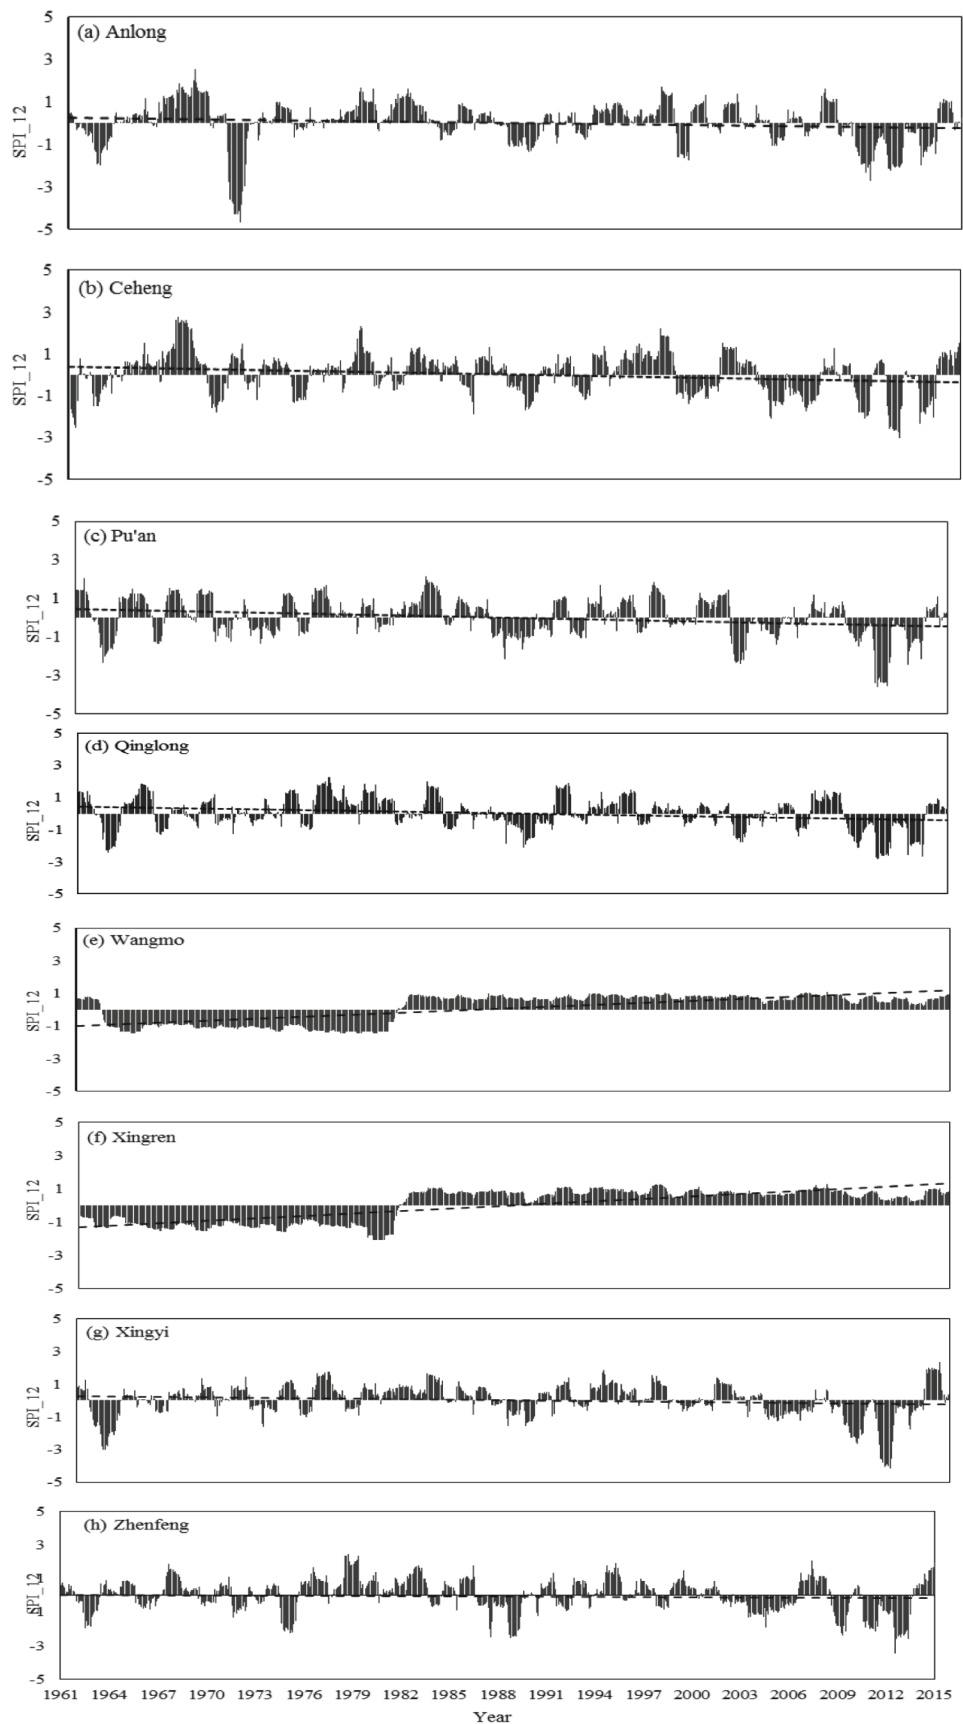 (a) Anlong
5
3
1
-1
-3
-5
SPI_12
(b) Ceheng
5
3
1
-1
-3
-5
SPI_12
(c) Pu'an
5
3
1
-1
-3
-5
SPI_12
(d) Qinglong
5
3
1
-1
-3
-5
SPI_12
(e) Wangmo
5
3
1
-1
-3
-5
SPI_12
(f) Xingren
5
3
1
-1
-3
-5
SPI_12
(g) Xingyi
5
3
1
-1
-3
-5
SPI_12
(h) Zhenfeng
5
3
1
-1
-3
-5
SPI_12
1961 1964 1967 1970 1973 1976 1979 1982 1985 1988 1991 1994 1997 2000 2003 2006 2009 2012 2015
Year